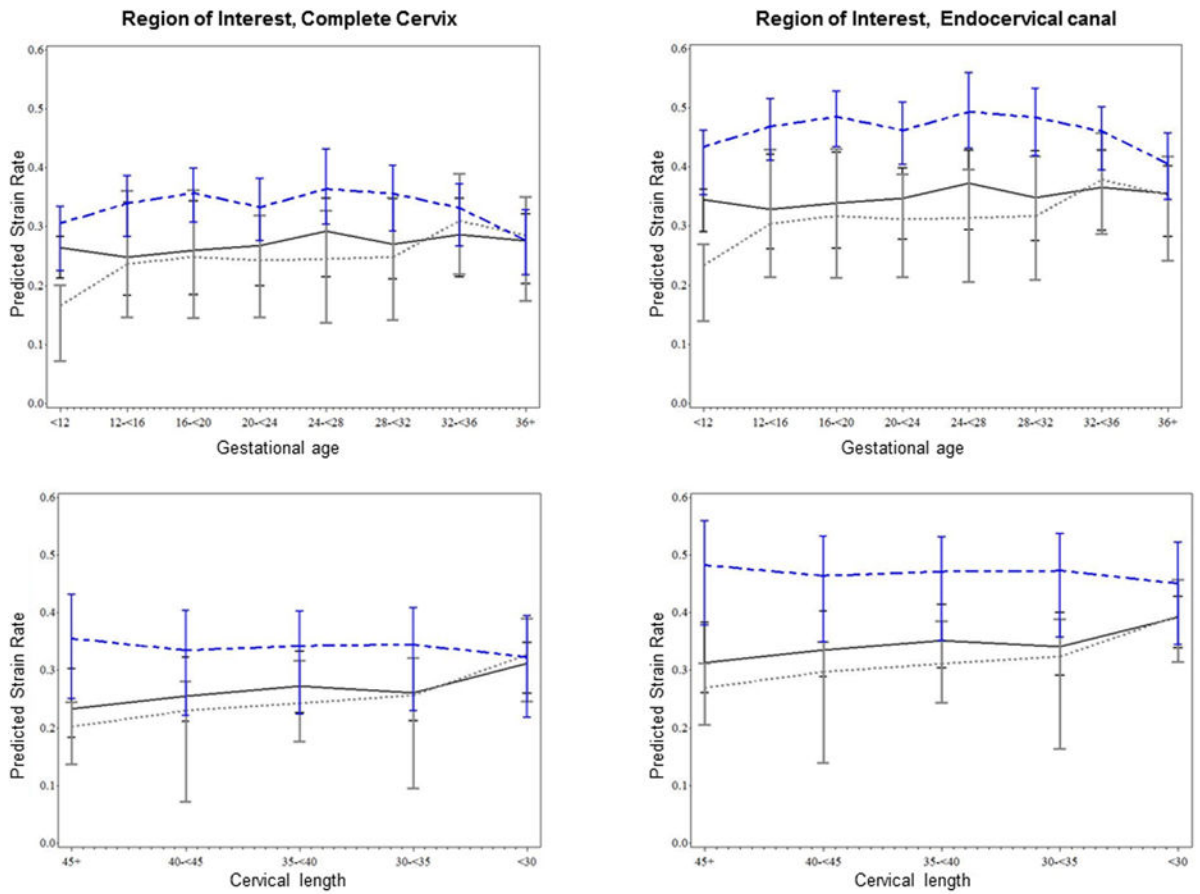 Region of Interest, Complete Cervix
Predicted Strain Rate
0.6
0.5
0.4
0.3
0.2
0.1
0.0
<12 12-<16 16-<20 20-<24 24-<28 28-<32 32-<36 36+
Gestational age
Region of Interest, Endocervical canal
Predicted Strain Rate
0.6
0.5
0.4
0.3
0.2
0.1
0.0
<12 12-<16 16-<20 20-<24 24-<28 28-<32 32-<36 36+
Gestational age
Predicted Strain Rate
0.6
0.5
0.4
0.3
0.2
0.1
0.0
45+ 40-<45 35-<40 30-<35 <30
Cervical length
Predicted Strain Rate
0.6
0.5
0.4
0.3
0.2
0.1
0.0
45+ 40-<45 35-<40 30-<35 <30
Cervical length